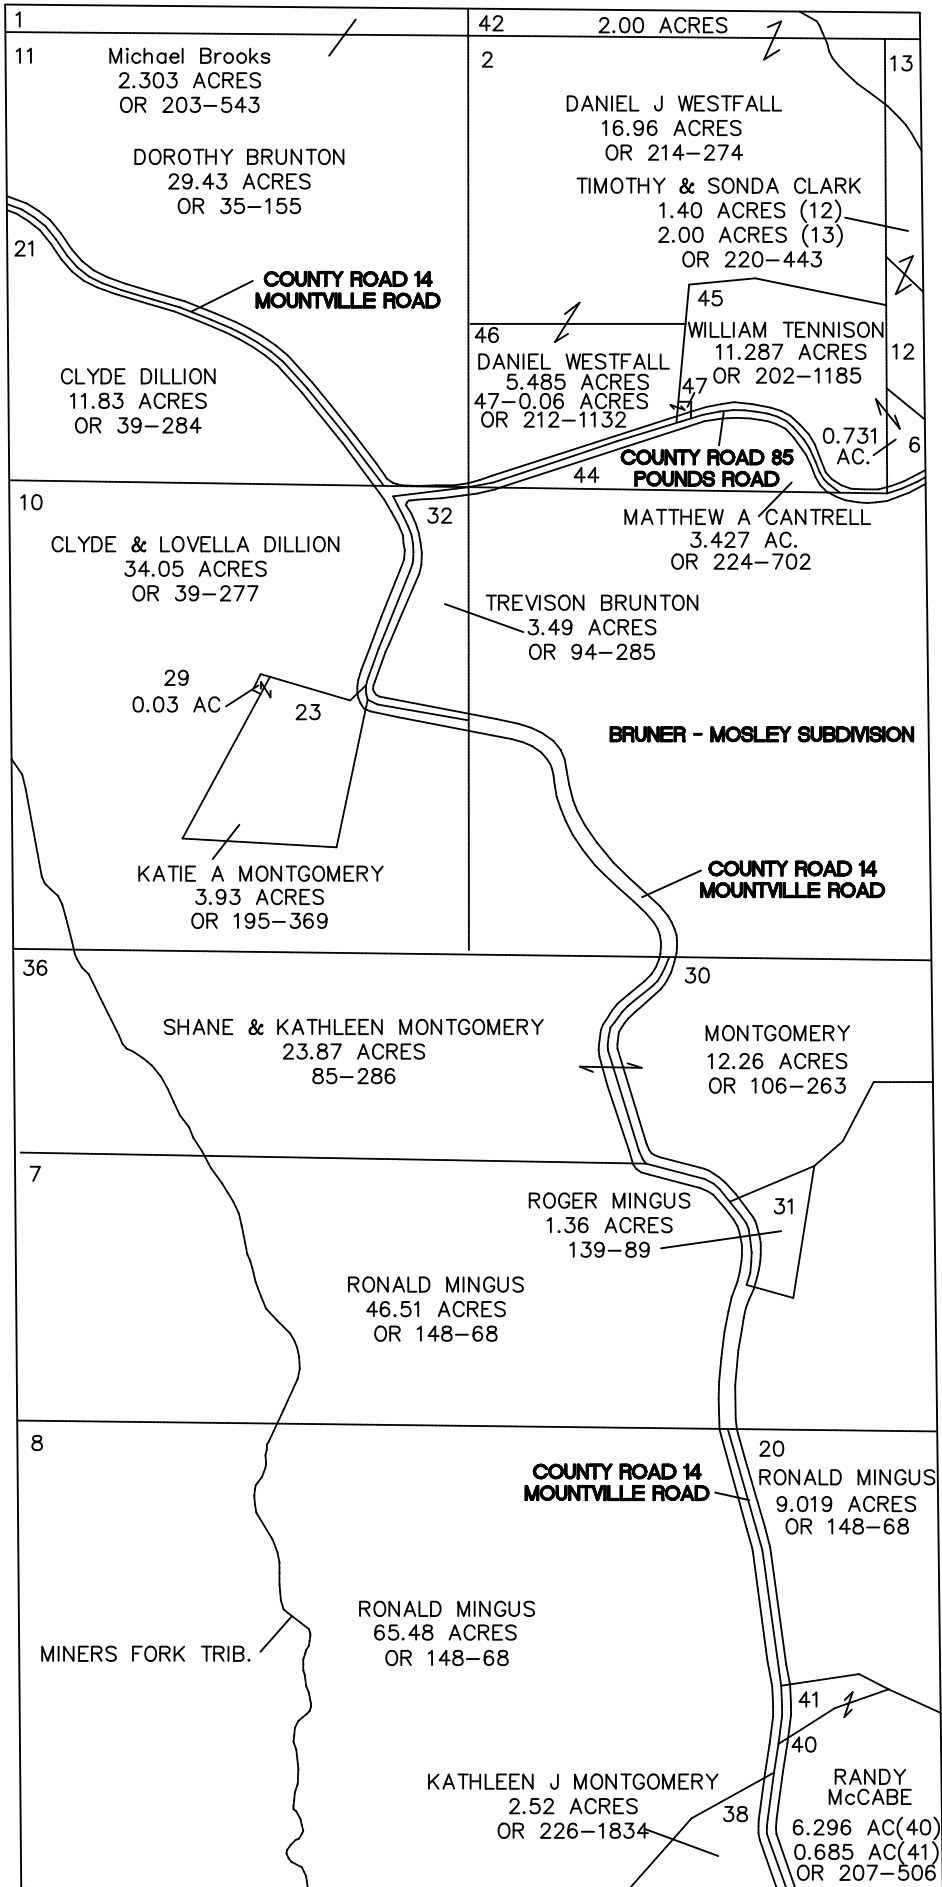 1
42
2.00 ACRES
11
Michael Brooks
2.303 ACRES
OR 203-543
2
13
DANIEL J WESTFALL
16.96 ACRES
OR 214-274
DOROTHY BRUNTON
29.43 ACRES
OR 35-155
TIMOTHY & SONDA CLARK
1.40 ACRES (12)
2.00 ACRES (13)
OR 220-443
21
COUNTY ROAD 14
MOUNTVILLE ROAD
45
46
WILLIAM TENNISON
11.287 ACRES
OR 202-1185
12
DANIEL WESTFALL
5.485 ACRES
47-0.06 ACRES
OR 212-1132
47
CLYDE DILLION
11.83 ACRES
OR 39-284
0.731
AC.
6
COUNTY ROAD 85
POUNDS ROAD
44
10
32
MATTHEW A CANTRELL
3.427 AC.
OR 224-702
CLYDE & LOVELLA DILLION
34.05 ACRES
OR 39-277
TREVISON BRUNTON
3.49 ACRES
OR 94-285
29
0.03 AC
23
BRUNER - MOSLEY SUBDIVISION
KATIE A MONTGOMERY
3.93 ACRES
OR 195-369
COUNTY ROAD 14
MOUNTVILLE ROAD
36
30
SHANE & KATHLEEN MONTGOMERY
23.87 ACRES
85-286
MONTGOMERY
12.26 ACRES
OR 106-263
7
ROGER MINGUS
1.36 ACRES
139-89
31
RONALD MINGUS
46.51 ACRES
OR 148-68
8
20
COUNTY ROAD 14
MOUNTVILLE ROAD
RONALD MINGUS
9.019 ACRES
OR 148-68
RONALD MINGUS
65.48 ACRES
OR 148-68
MINERS FORK TRIB.
41
40
KATHLEEN J MONTGOMERY
2.52 ACRES
OR 226-1834
38
RANDY
McCABE
6.296 AC(40)
0.685 AC(41)
OR 207-506